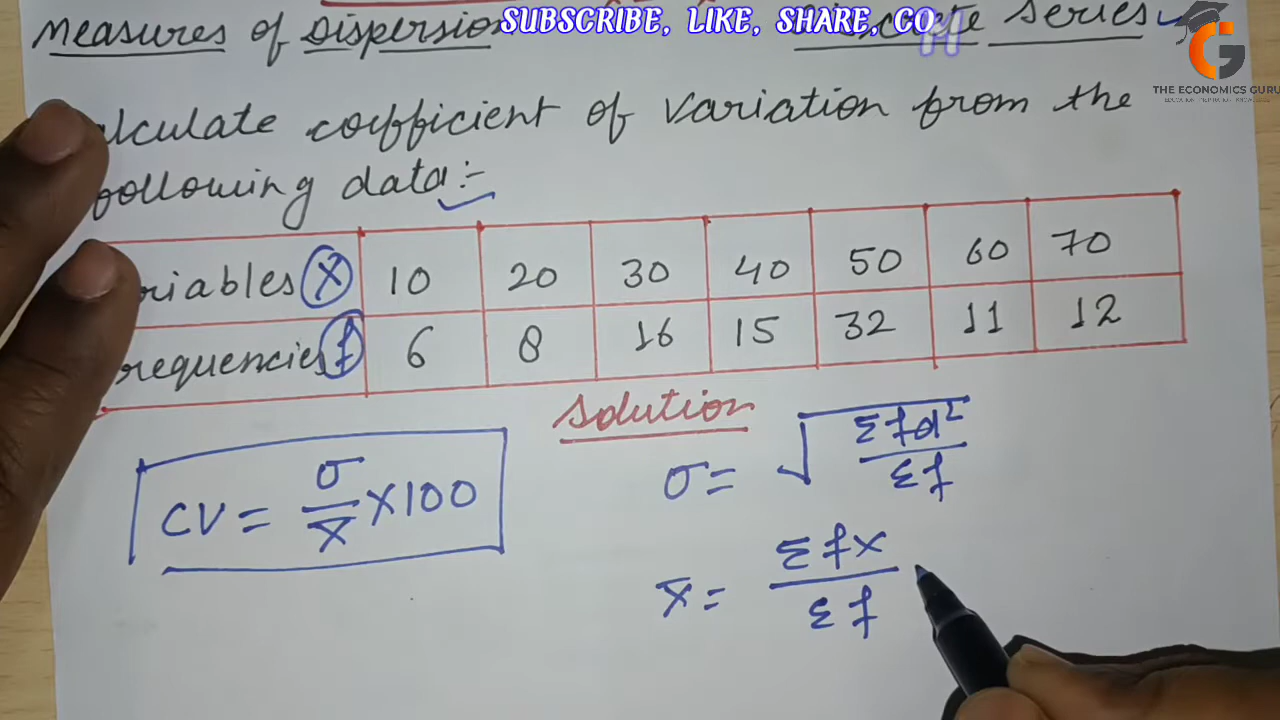 SUBSCRIBE, LIKE, SHARE, CO
Measures of Dispersion
Series
THE ECONOMICS GURU
alculate coefficient of variation from the
following data:-
riables X 10 20 30 40 50 60 70
requencies f 6 8 16 15 32 11 12
Solution
CV = σ/x̄ × 100
σ = √Σfd²/Σf
x̄ = Σfx/Σf